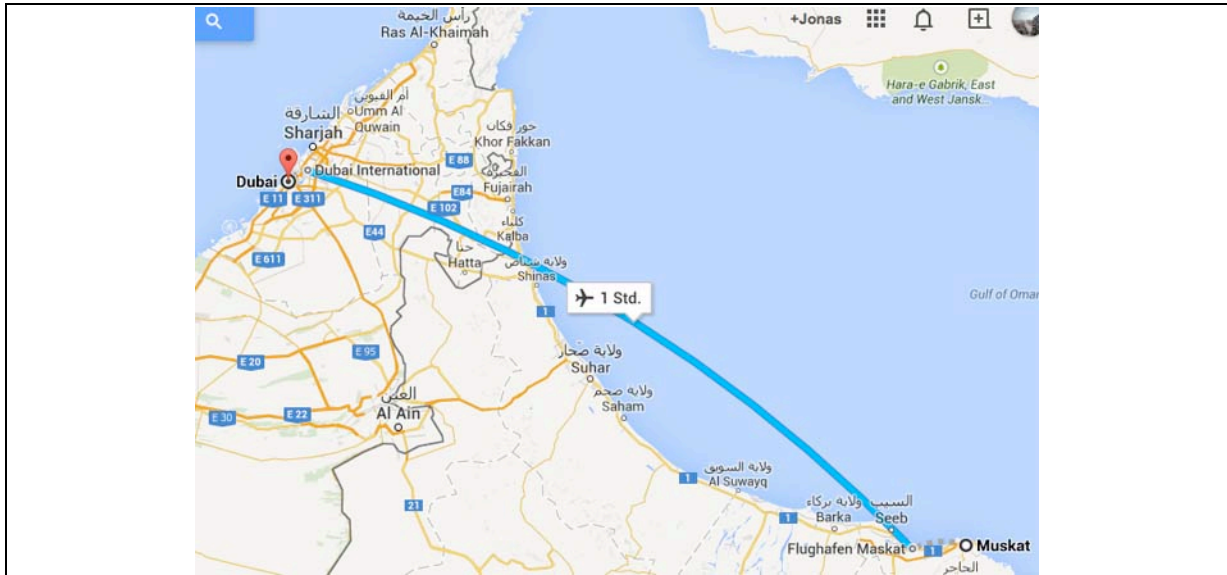 رأس الخيمة
Ras Al-Khaimah
+Jonas
Hara-e Gabrik, East
and West Jansk...
أم القيوين
Umm Al
Quwain
الشارقة
Sharjah
خور فكان
Khor Fakkan
E 88
Dubai International
الفجيرة
Fujairah
Dubai
E 11
E 311
E84
E 102
كلباء
Kalba
E44
حتا
Hatta
E 611
ولاية شناص
Shinas
1 Std.
Gulf of Oman
1
E 95
E 20
ولاية صحار
Suhar
العين
Al Ain
ولاية صحم
Saham
E 30
E 22
ولاية السويق
Al Suwayq
1
21
ولاية بركاء
Barka
السيب
Seeb
1
Flughafen Maskat
1
Muskat
الحاجر